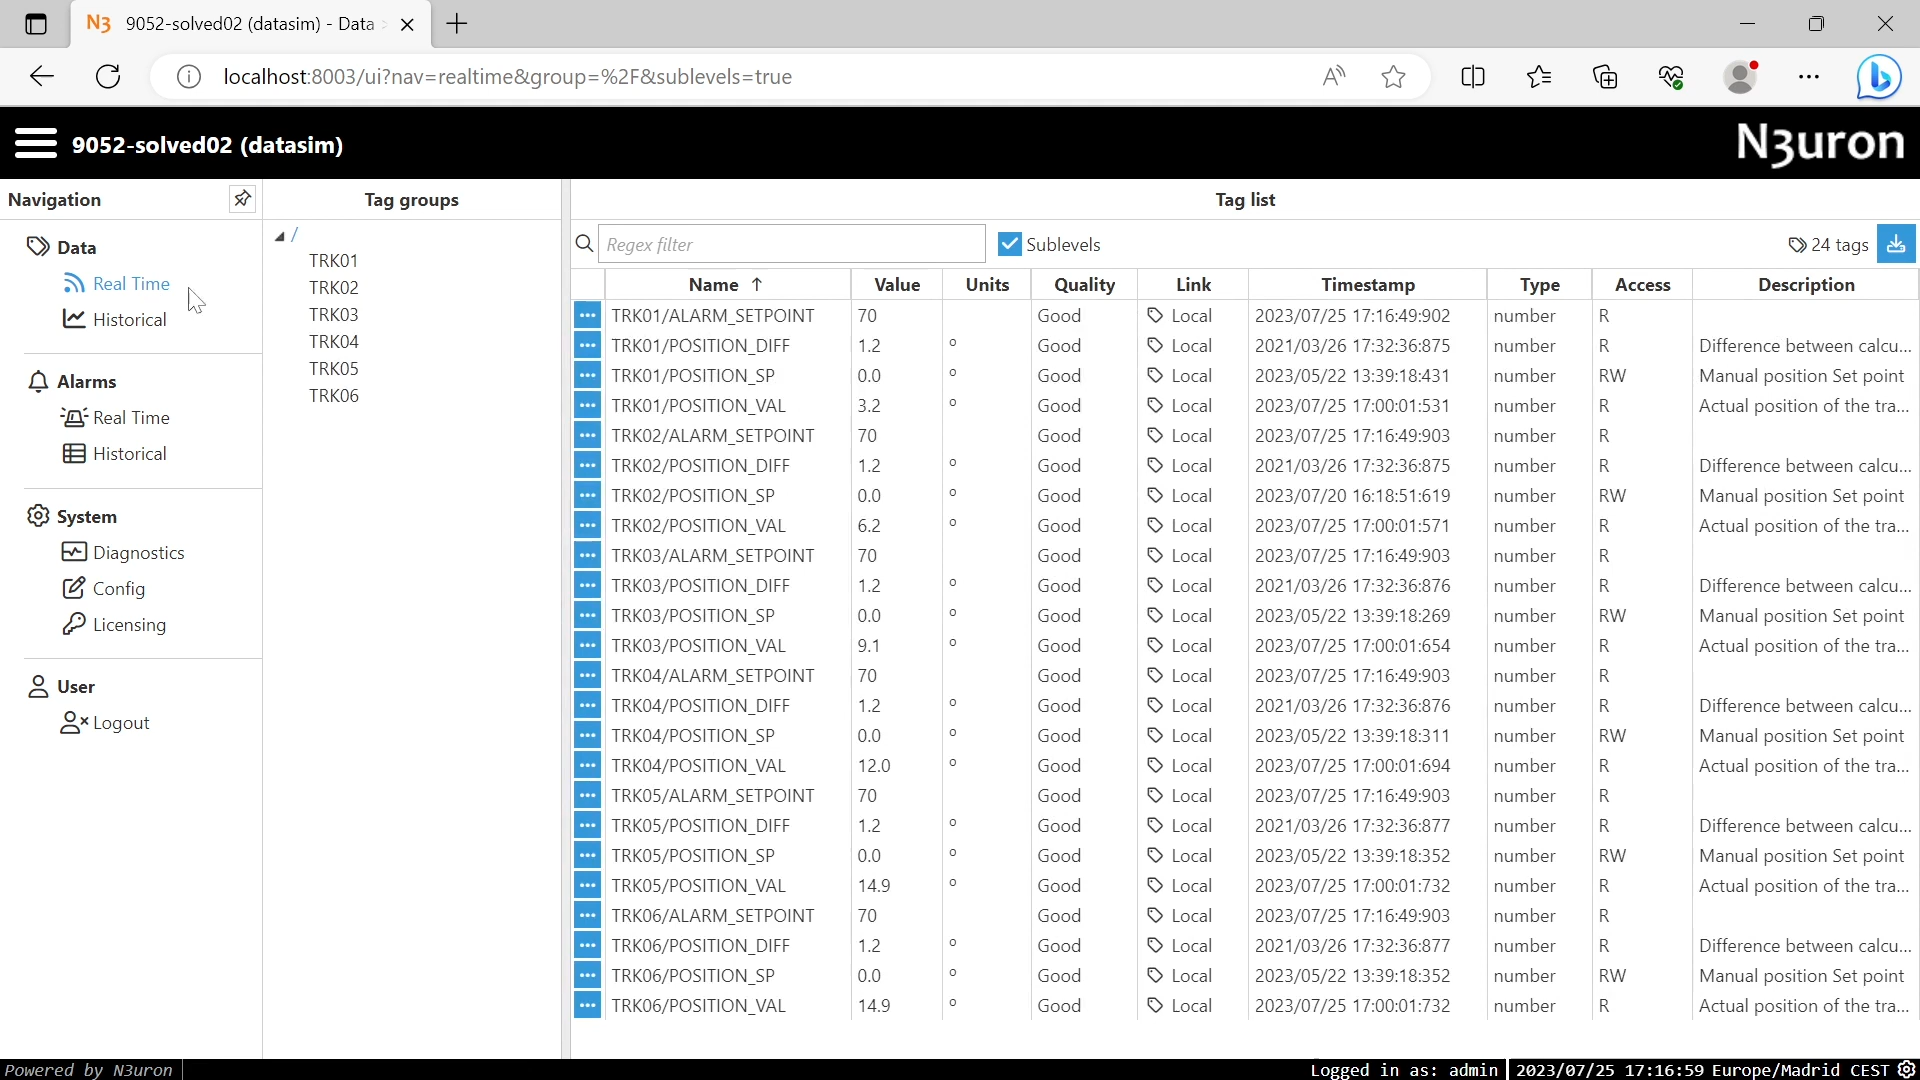 9052-solved02 (datasim) - Data
localhost:8003/ui?nav=realtime&group=%2F&sublevels=true
9052-solved02 (datasim)
N3uron
Navigation
Data
Real Time
Historical
Alarms
Real Time
Historical
System
Diagnostics
Config
Licensing
User
Logout
Tag groups
/
TRK01
TRK02
TRK03
TRK04
TRK05
TRK06
Tag list
Regex filter
Sublevels
24 tags
Name ↑ Value Units Quality Link Timestamp Type Access Description
TRK01/ALARM_SETPOINT 70 Good Local 2023/07/25 17:16:49:902 number R
TRK01/POSITION_DIFF 1.2 º Good Local 2021/03/26 17:32:36:875 number R Difference between calcu...
TRK01/POSITION_SP 0.0 º Good Local 2023/05/22 13:39:18:431 number RW Manual position Set point
TRK01/POSITION_VAL 3.2 º Good Local 2023/07/25 17:00:01:531 number R Actual position of the tra...
TRK02/ALARM_SETPOINT 70 Good Local 2023/07/25 17:16:49:903 number R
TRK02/POSITION_DIFF 1.2 º Good Local 2021/03/26 17:32:36:875 number R Difference between calcu...
TRK02/POSITION_SP 0.0 º Good Local 2023/07/20 16:18:51:619 number RW Manual position Set point
TRK02/POSITION_VAL 6.2 º Good Local 2023/07/25 17:00:01:571 number R Actual position of the tra...
TRK03/ALARM_SETPOINT 70 Good Local 2023/07/25 17:16:49:903 number R
TRK03/POSITION_DIFF 1.2 º Good Local 2021/03/26 17:32:36:876 number R Difference between calcu...
TRK03/POSITION_SP 0.0 º Good Local 2023/05/22 13:39:18:269 number RW Manual position Set point
TRK03/POSITION_VAL 9.1 º Good Local 2023/07/25 17:00:01:654 number R Actual position of the tra...
TRK04/ALARM_SETPOINT 70 Good Local 2023/07/25 17:16:49:903 number R
TRK04/POSITION_DIFF 1.2 º Good Local 2021/03/26 17:32:36:876 number R Difference between calcu...
TRK04/POSITION_SP 0.0 º Good Local 2023/05/22 13:39:18:311 number RW Manual position Set point
TRK04/POSITION_VAL 12.0 º Good Local 2023/07/25 17:00:01:694 number R Actual position of the tra...
TRK05/ALARM_SETPOINT 70 Good Local 2023/07/25 17:16:49:903 number R
TRK05/POSITION_DIFF 1.2 º Good Local 2021/03/26 17:32:36:877 number R Difference between calcu...
TRK05/POSITION_SP 0.0 º Good Local 2023/05/22 13:39:18:352 number RW Manual position Set point
TRK05/POSITION_VAL 14.9 º Good Local 2023/07/25 17:00:01:732 number R Actual position of the tra...
TRK06/ALARM_SETPOINT 70 Good Local 2023/07/25 17:16:49:903 number R
TRK06/POSITION_DIFF 1.2 º Good Local 2021/03/26 17:32:36:877 number R Difference between calcu...
TRK06/POSITION_SP 0.0 º Good Local 2023/05/22 13:39:18:352 number RW Manual position Set point
TRK06/POSITION_VAL 14.9 º Good Local 2023/07/25 17:00:01:732 number R Actual position of the tra...
Powered by N3uron
Logged in as: admin
2023/07/25 17:16:59 Europe/Madrid CEST